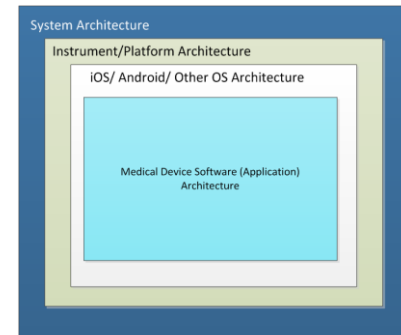 System Architecture
Instrument/Platform Architecture
iOS/ Android/ Other OS Architecture
Medical Device Software (Application)
Architecture